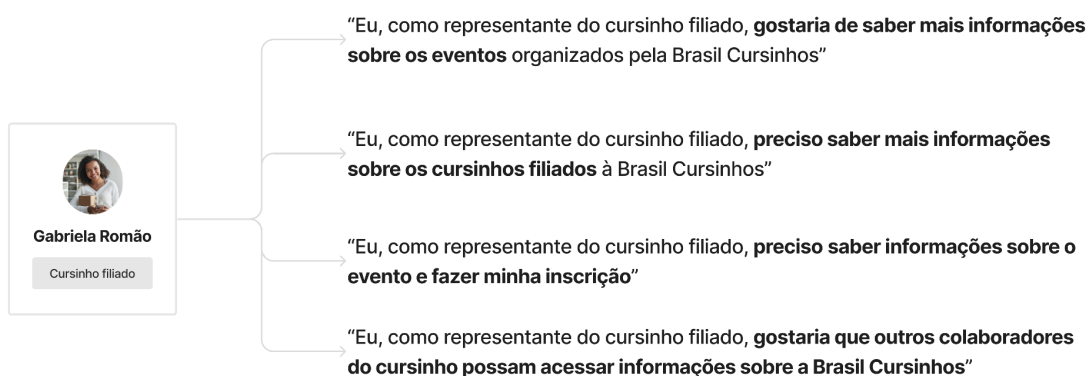 “Eu, como representante do cursinho filiado, gostaria de saber mais informações
sobre os eventos organizados pela Brasil Cursinhos”
“Eu, como representante do cursinho filiado, preciso saber mais informações
sobre os cursinhos filiados à Brasil Cursinhos”
Gabriela Romão
Cursinho filiado
“Eu, como representante do cursinho filiado, preciso saber informações sobre o
evento e fazer minha inscrição”
“Eu, como representante do cursinho filiado, gostaria que outros colaboradores
do cursinho possam acessar informações sobre a Brasil Cursinhos”